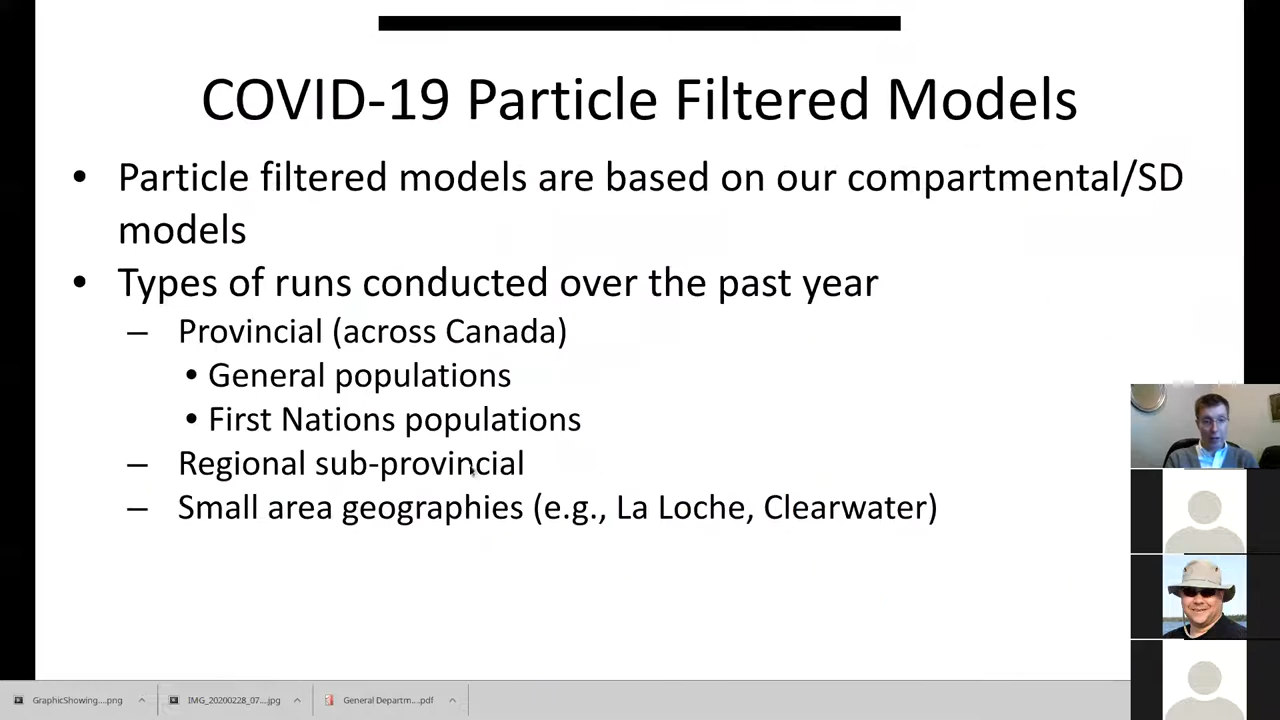 COVID-19 Particle Filtered Models
• Particle filtered models are based on our compartmental/SD
models
• Types of runs conducted over the past year
– Provincial (across Canada)
• General populations
• First Nations populations
– Regional sub-provincial
– Small area geographies (e.g., La Loche, Clearwater)
GraphicShowing....png
IMG_20200228_07....jpg
General Departm....pdf